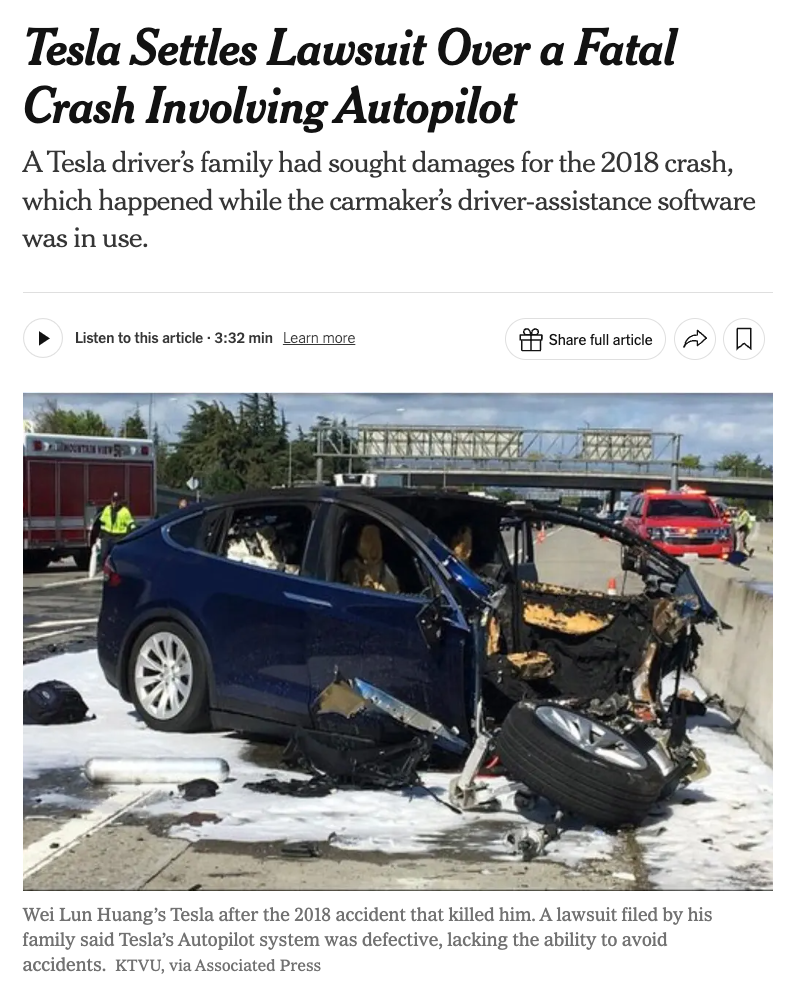 Tesla Settles Lawsuit Over a Fatal
Crash Involving Autopilot
A Tesla driver’s family had sought damages for the 2018 crash,
which happened while the carmaker’s driver-assistance software
was in use.
Listen to this article · 3:32 min Learn more
Share full article
MOUNTAIN VIEW
Wei Lun Huang’s Tesla after the 2018 accident that killed him. A lawsuit filed by his
family said Tesla’s Autopilot system was defective, lacking the ability to avoid
accidents. KTVU, via Associated Press